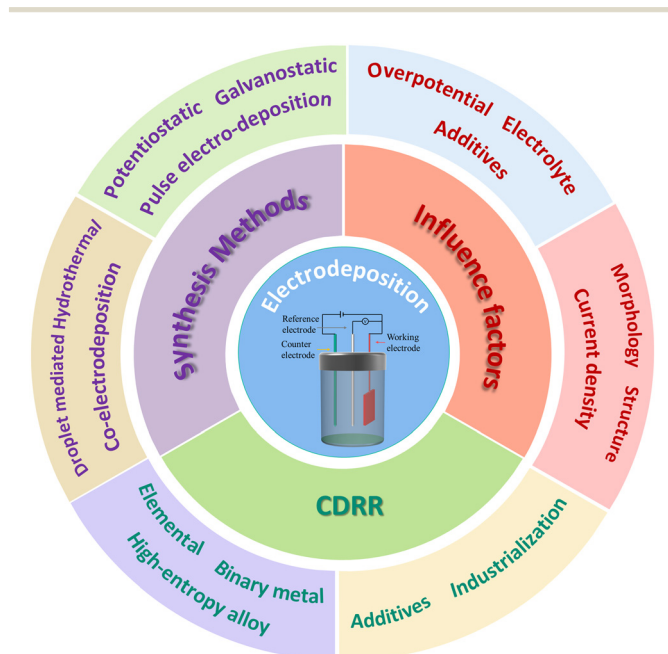 Electrodeposition
Reference
electrode
Counter
electrode
Working
electrode
V
Synthesis Methods
Influence factors
CDRR
Potentiostatic Galvanostatic
Pulse electro-deposition
Overpotential Electrolyte
Additives
Morphology Structure
Current density
Additives Industrialization
Elemental Binary metal
High-entropy alloy
Droplet mediated Hydrothermal
Co-electrodeposition